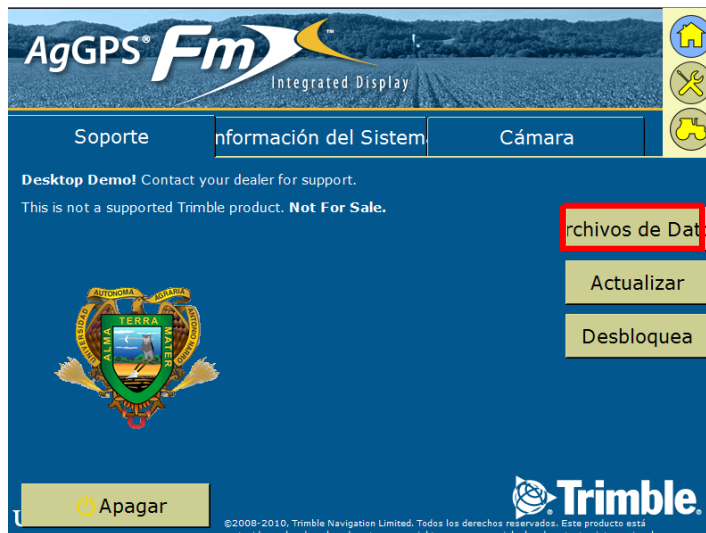 AgGPS® Fmx™
Integrated Display
Soporte
nformación del Sistem
Cámara
Desktop Demo! Contact your dealer for support.
This is not a supported Trimble product. Not For Sale.
rchivos de Dat
Actualizar
Desbloquea
AUTONOMA AGRARIA
UNIVERSIDAD
ANTONIO NARRO
TERRA
ALMA
MATER
Apagar
Trimble.
U
©2008-2010, Trimble Navigation Limited. Todos los derechos reservados. Este producto está